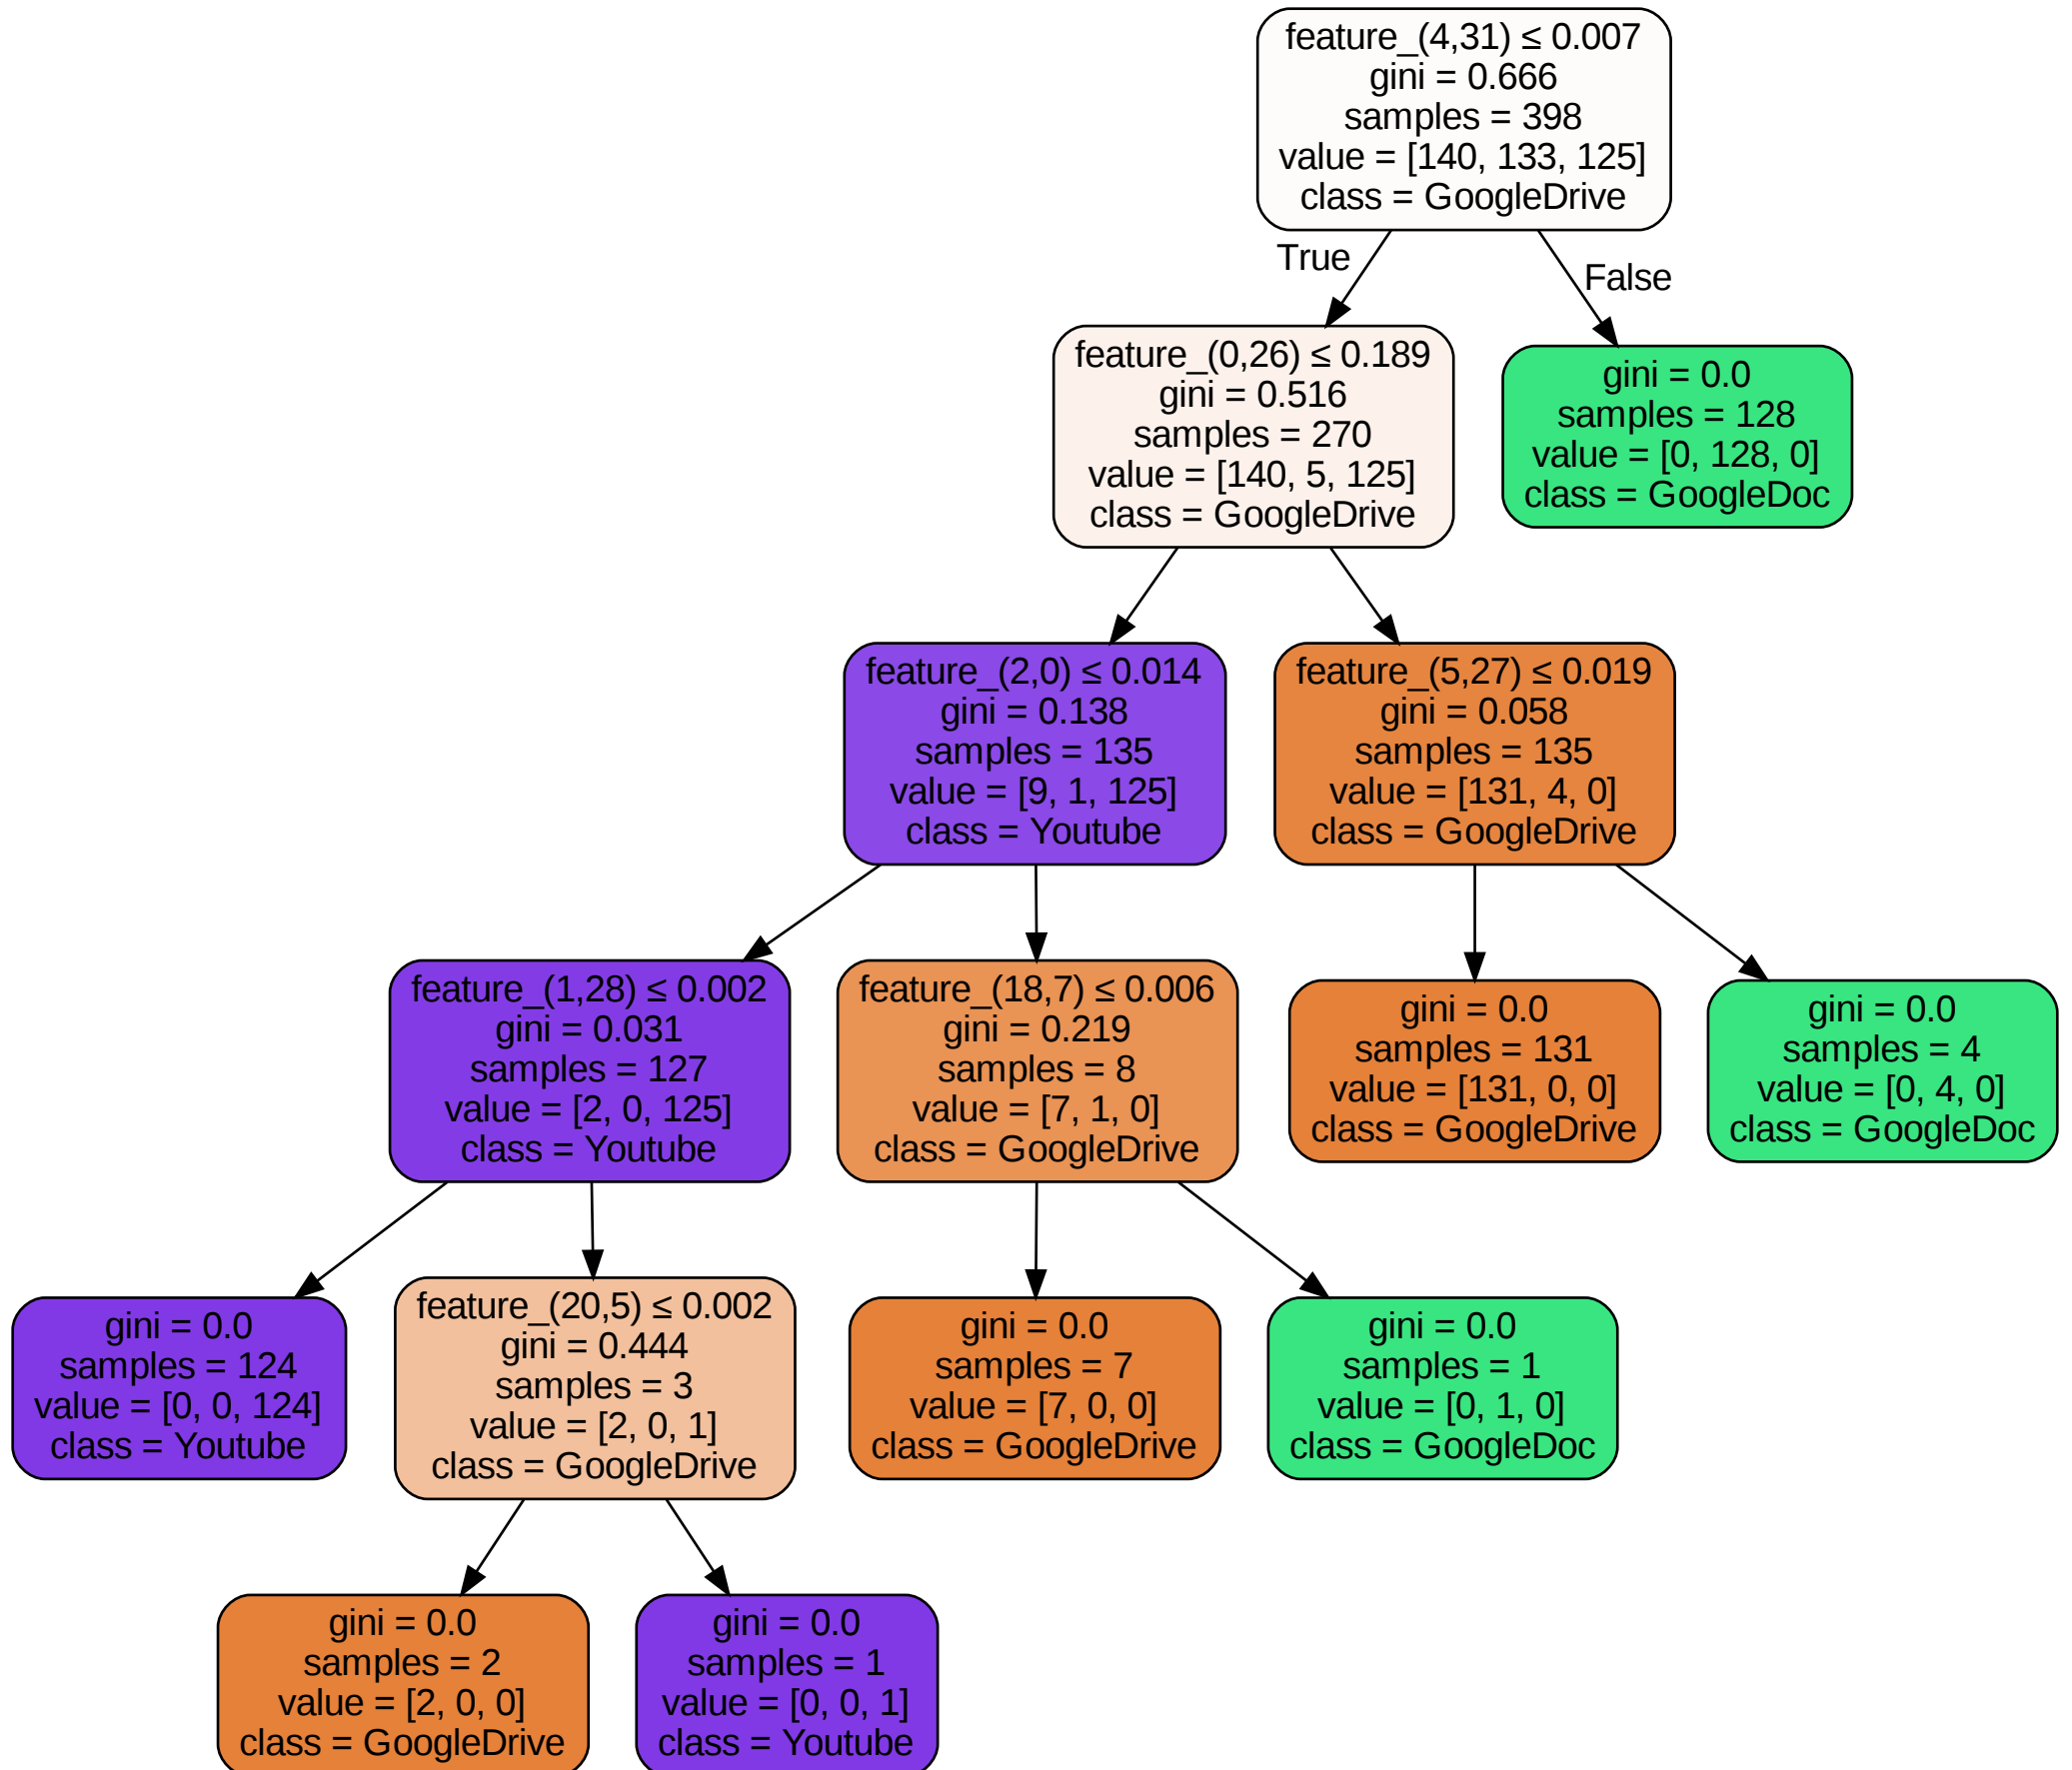 feature_(4,31) ≤ 0.007
gini = 0.666
samples = 398
value = [140, 133, 125]
class = GoogleDrive
True
False
feature_(0,26) ≤ 0.189
gini = 0.516
samples = 270
value = [140, 5, 125]
class = GoogleDrive
gini = 0.0
samples = 128
value = [0, 128, 0]
class = GoogleDoc
feature_(2,0) ≤ 0.014
gini = 0.138
samples = 135
value = [9, 1, 125]
class = Youtube
feature_(5,27) ≤ 0.019
gini = 0.058
samples = 135
value = [131, 4, 0]
class = GoogleDrive
feature_(1,28) ≤ 0.002
gini = 0.031
samples = 127
value = [2, 0, 125]
class = Youtube
feature_(18,7) ≤ 0.006
gini = 0.219
samples = 8
value = [7, 1, 0]
class = GoogleDrive
gini = 0.0
samples = 131
value = [131, 0, 0]
class = GoogleDrive
gini = 0.0
samples = 4
value = [0, 4, 0]
class = GoogleDoc
gini = 0.0
samples = 124
value = [0, 0, 124]
class = Youtube
feature_(20,5) ≤ 0.002
gini = 0.444
samples = 3
value = [2, 0, 1]
class = GoogleDrive
gini = 0.0
samples = 7
value = [7, 0, 0]
class = GoogleDrive
gini = 0.0
samples = 1
value = [0, 1, 0]
class = GoogleDoc
gini = 0.0
samples = 2
value = [2, 0, 0]
class = GoogleDrive
gini = 0.0
samples = 1
value = [0, 0, 1]
class = Youtube